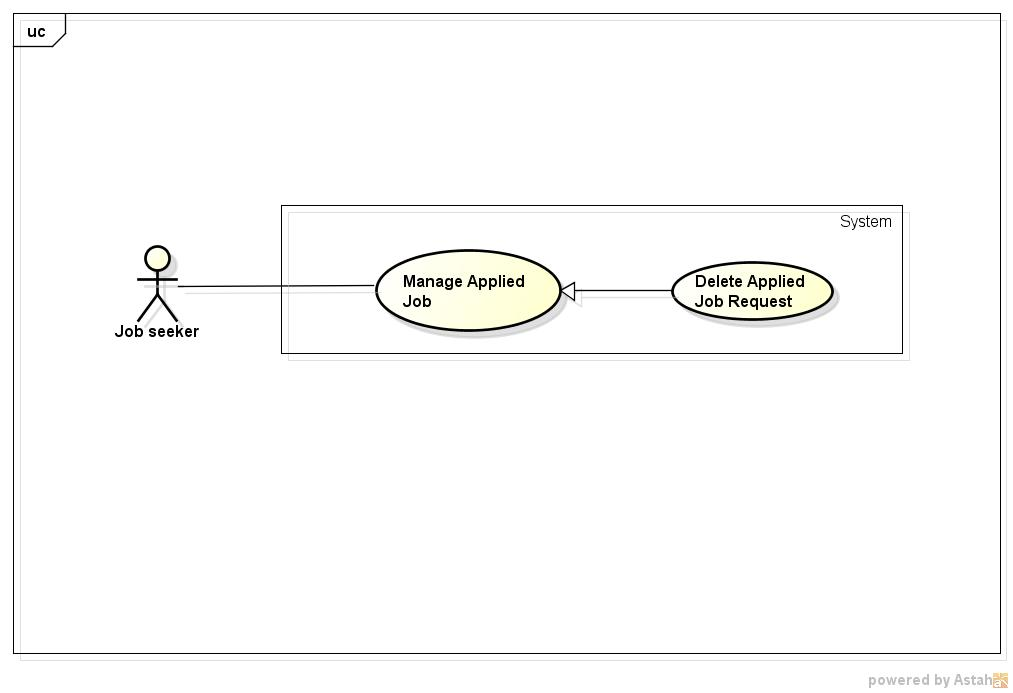 uc
System
Manage Applied
Job
Delete Applied
Job Request
Job seeker
powered by Astah